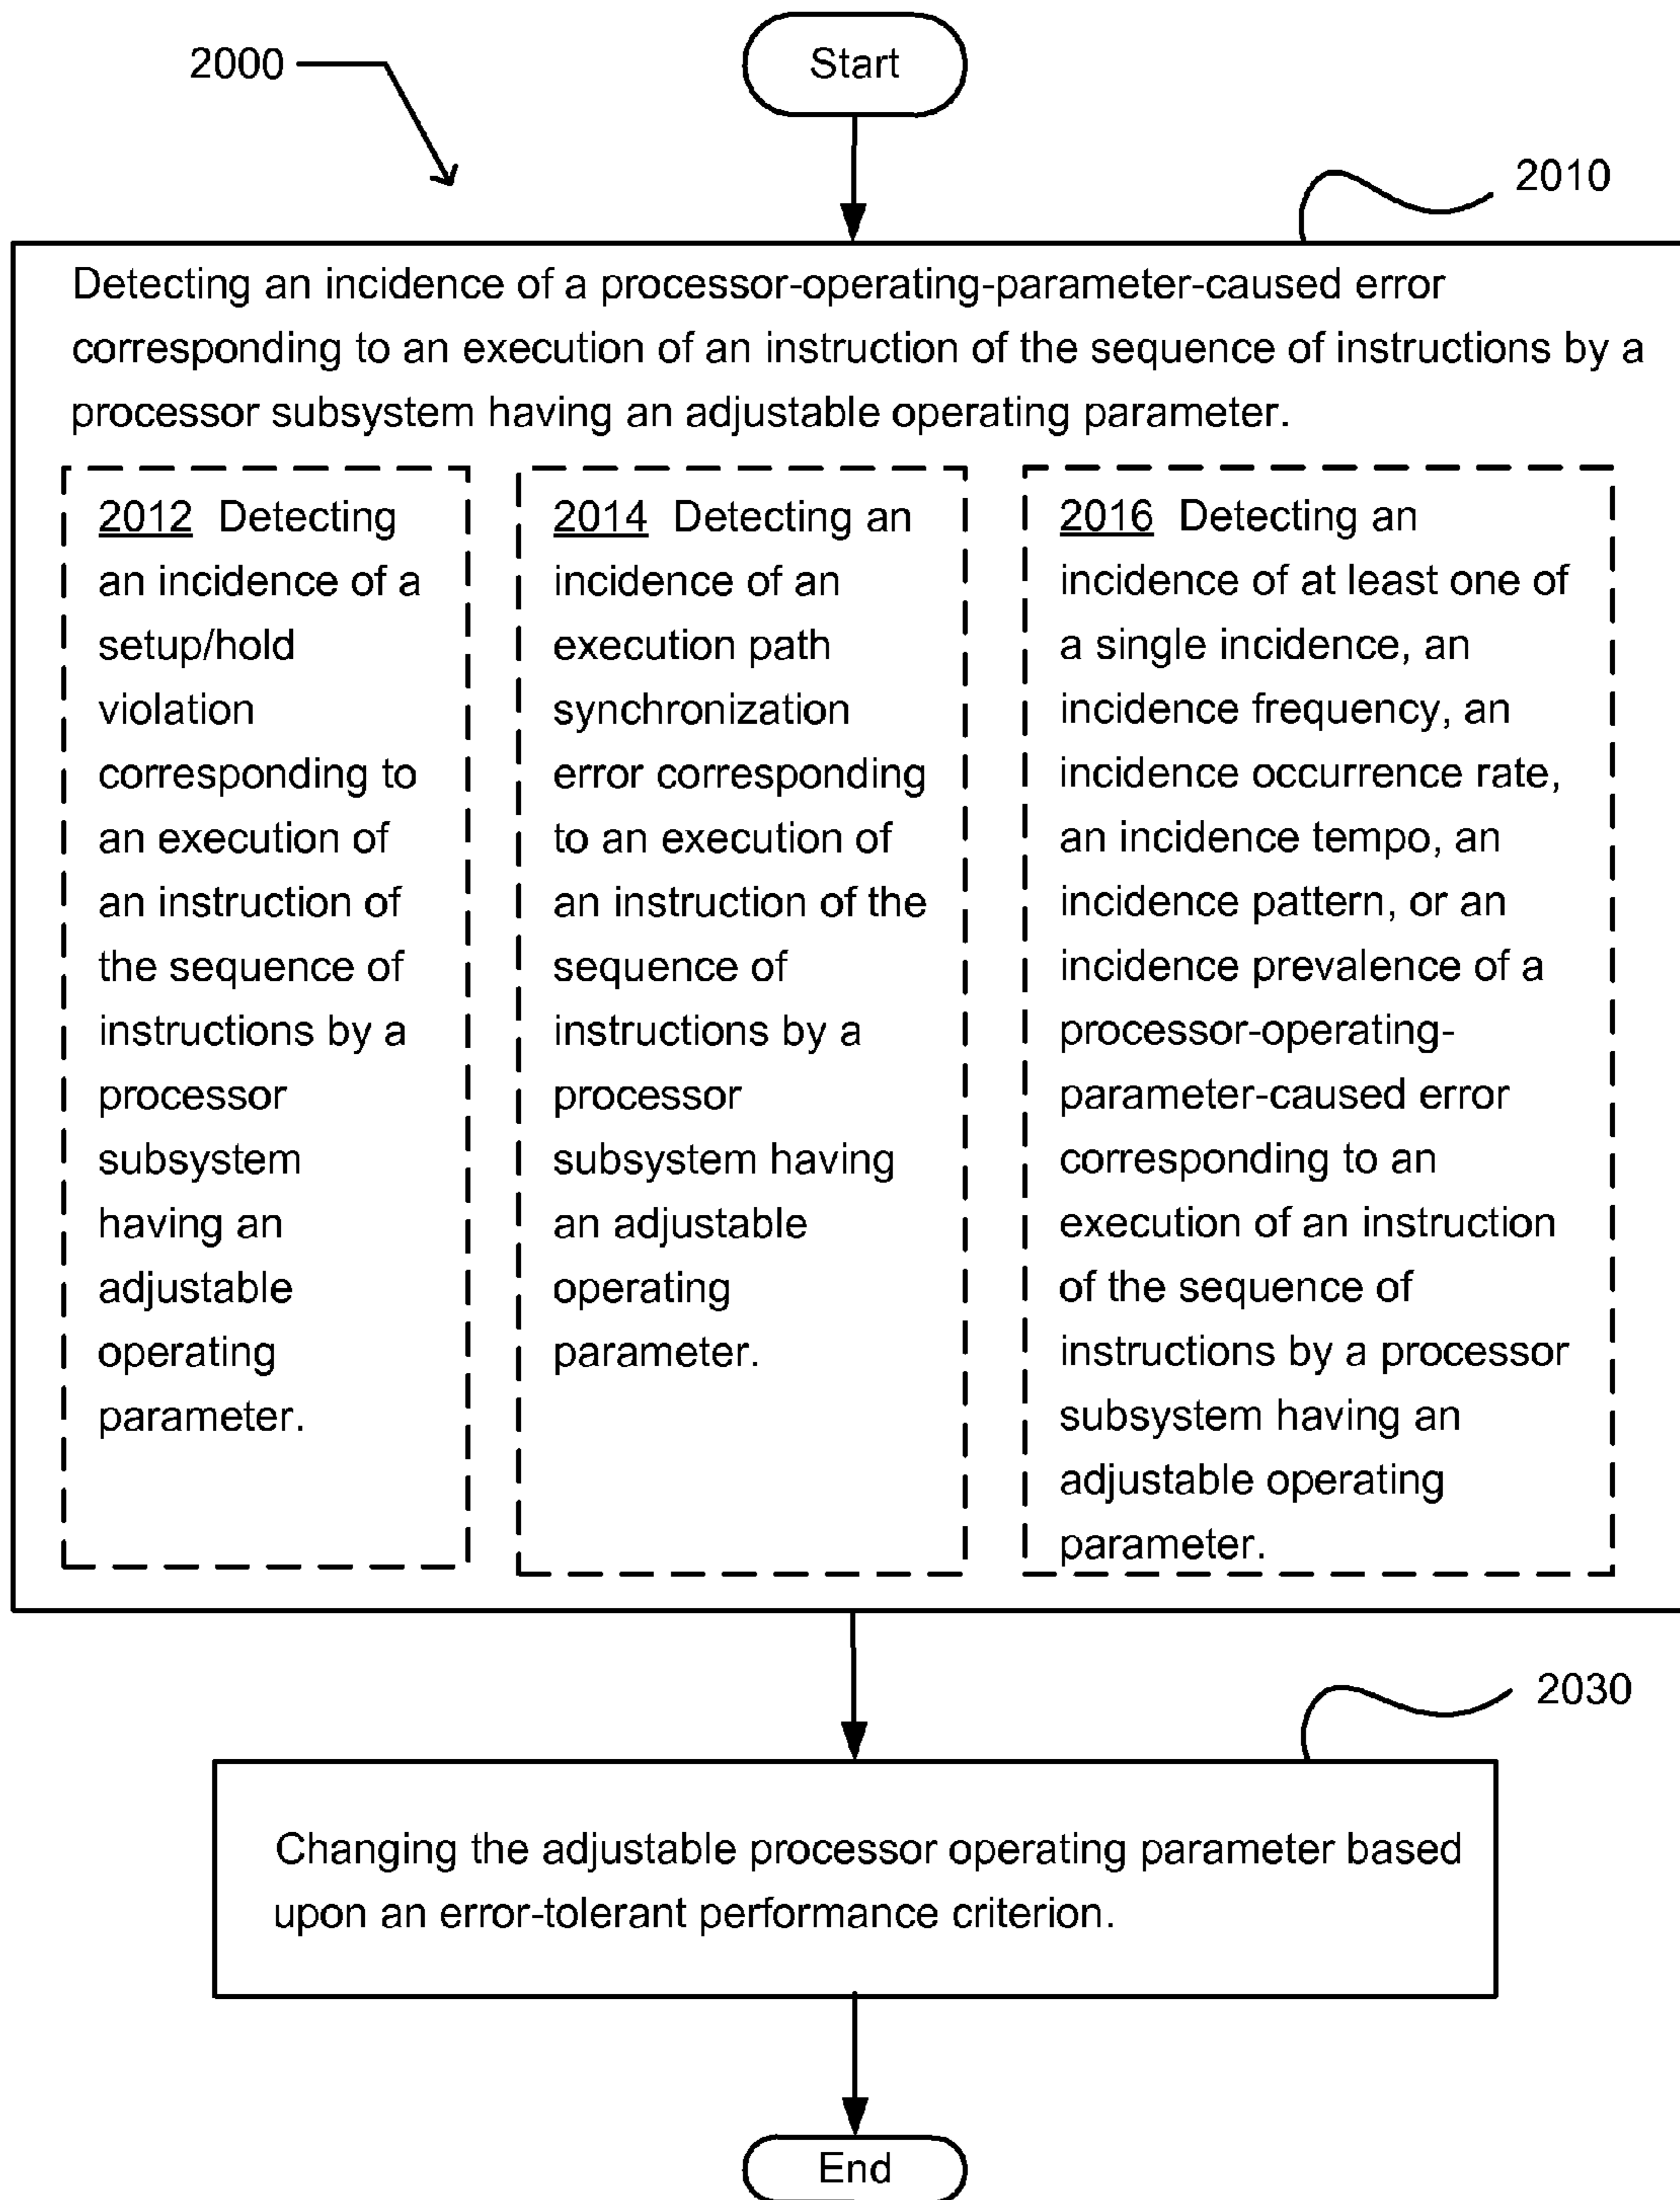 2000
Start
2010
Detecting an incidence of a processor-operating-parameter-caused error
corresponding to an execution of an instruction of the sequence of instructions by a
processor subsystem having an adjustable operating parameter.
2012 Detecting
an incidence of a
setup/hold
violation
corresponding to
an execution of
an instruction of
the sequence of
instructions by a
processor
subsystem
having an
adjustable
operating
parameter.
2014 Detecting an
incidence of an
execution path
synchronization
error corresponding
to an execution of
an instruction of the
sequence of
instructions by a
processor
subsystem having
an adjustable
operating
parameter.
2016 Detecting an
incidence of at least one of
a single incidence, an
incidence frequency, an
incidence occurrence rate,
an incidence tempo, an
incidence pattern, or an
incidence prevalence of a
processor-operating-
parameter-caused error
corresponding to an
execution of an instruction
of the sequence of
instructions by a processor
subsystem having an
adjustable operating
parameter.
2030
Changing the adjustable processor operating parameter based
upon an error-tolerant performance criterion.
End